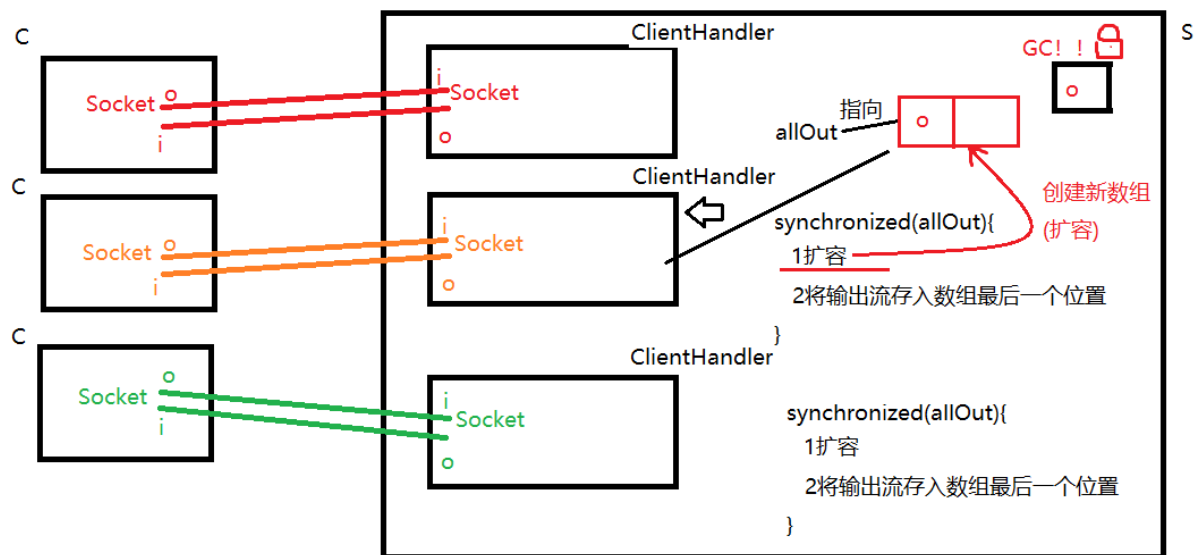 C
ClientHandler
S
GC！！
Socket
o
i
i
Socket
o
指向
allOut
o
o
C
ClientHandler
创建新数组
(扩容)
Socket
o
i
i
Socket
o
synchronized(allOut){
1扩容
2将输出流存入数组最后一个位置
}
C
ClientHandler
Socket
o
i
i
Socket
o
synchronized(allOut){
1扩容
2将输出流存入数组最后一个位置
}